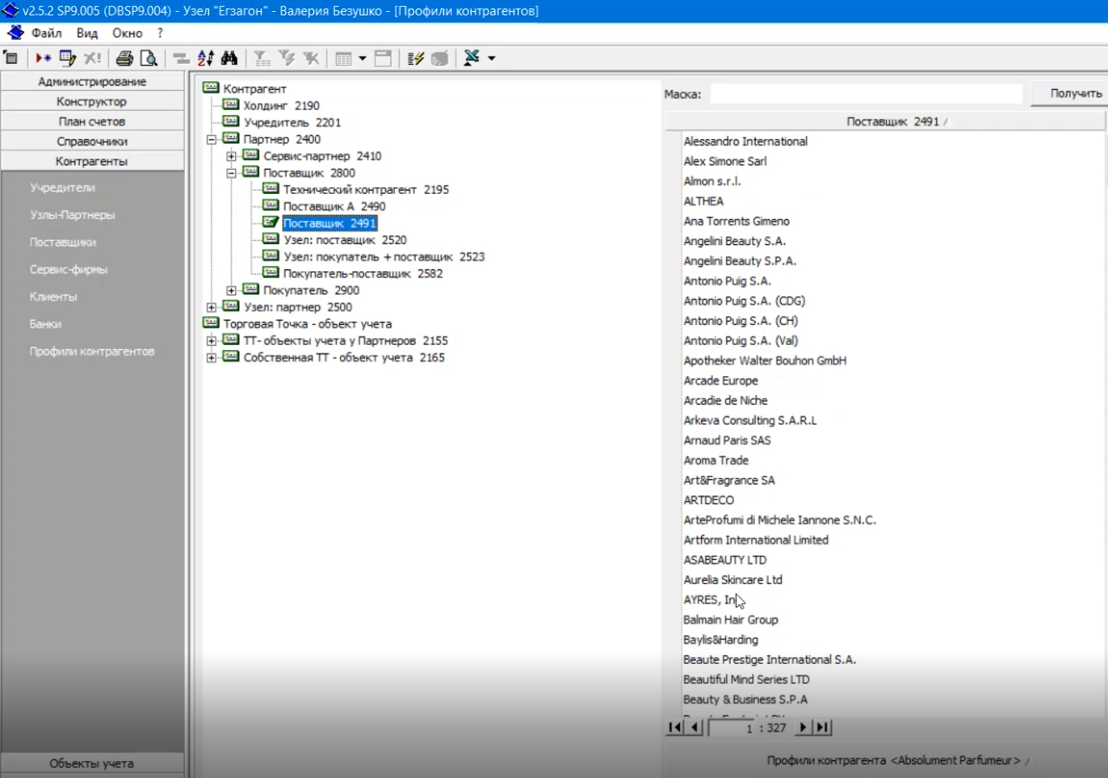 v2.5.2 SP9.005 (DBSP9.004) - Узел "Егзагон" - Валерия Безушко - [Профили контрагентов]
Файл Вид Окно ?
Администрирование
Конструктор
План счетов
Справочники
Контрагенты
Учредители
Узлы-Партнеры
Поставщики
Сервис-фирмы
Клиенты
Банки
Профили контрагентов
Объекты учета
Контрагент
Холдинг 2190
Учредитель 2201
Партнер 2400
Сервис-партнер 2410
Поставщик 2800
Технический контрагент 2195
Поставщик А 2490
Поставщик 2491
Узел: поставщик 2520
Узел: покупатель + поставщик 2523
Покупатель-поставщик 2582
Покупатель 2900
Узел: партнер 2500
Торговая Точка - объект учета
ТТ- объекты учета у Партнеров 2155
Собственная ТТ - объект учета 2165
Маска: Получить
Поставщик 2491 /
Alessandro International
Alex Simone Sarl
Almon s.r.l.
ALTHEA
Ana Torrents Gimeno
Angelini Beauty S.A.
Angelini Beauty S.P.A.
Antonio Puig S.A.
Antonio Puig S.A. (CDG)
Antonio Puig S.A. (CH)
Antonio Puig S.A. (Val)
Apotheker Walter Bouhon GmbH
Arcade Europe
Arcadie de Niche
Arkeva Consulting S.A.R.L
Arnaud Paris SAS
Aroma Trade
Art&Fragrance SA
ARTDECO
ArteProfumi di Michele Iannone S.N.C.
Artform International Limited
ASABEAUTY LTD
Aurelia Skincare Ltd
AYRES, In
Balmain Hair Group
Baylis&Harding
Beaute Prestige International S.A.
Beautiful Mind Series LTD
Beauty & Business S.P.A
1 : 327
Профили контрагента <Absolument Parfumeur> /